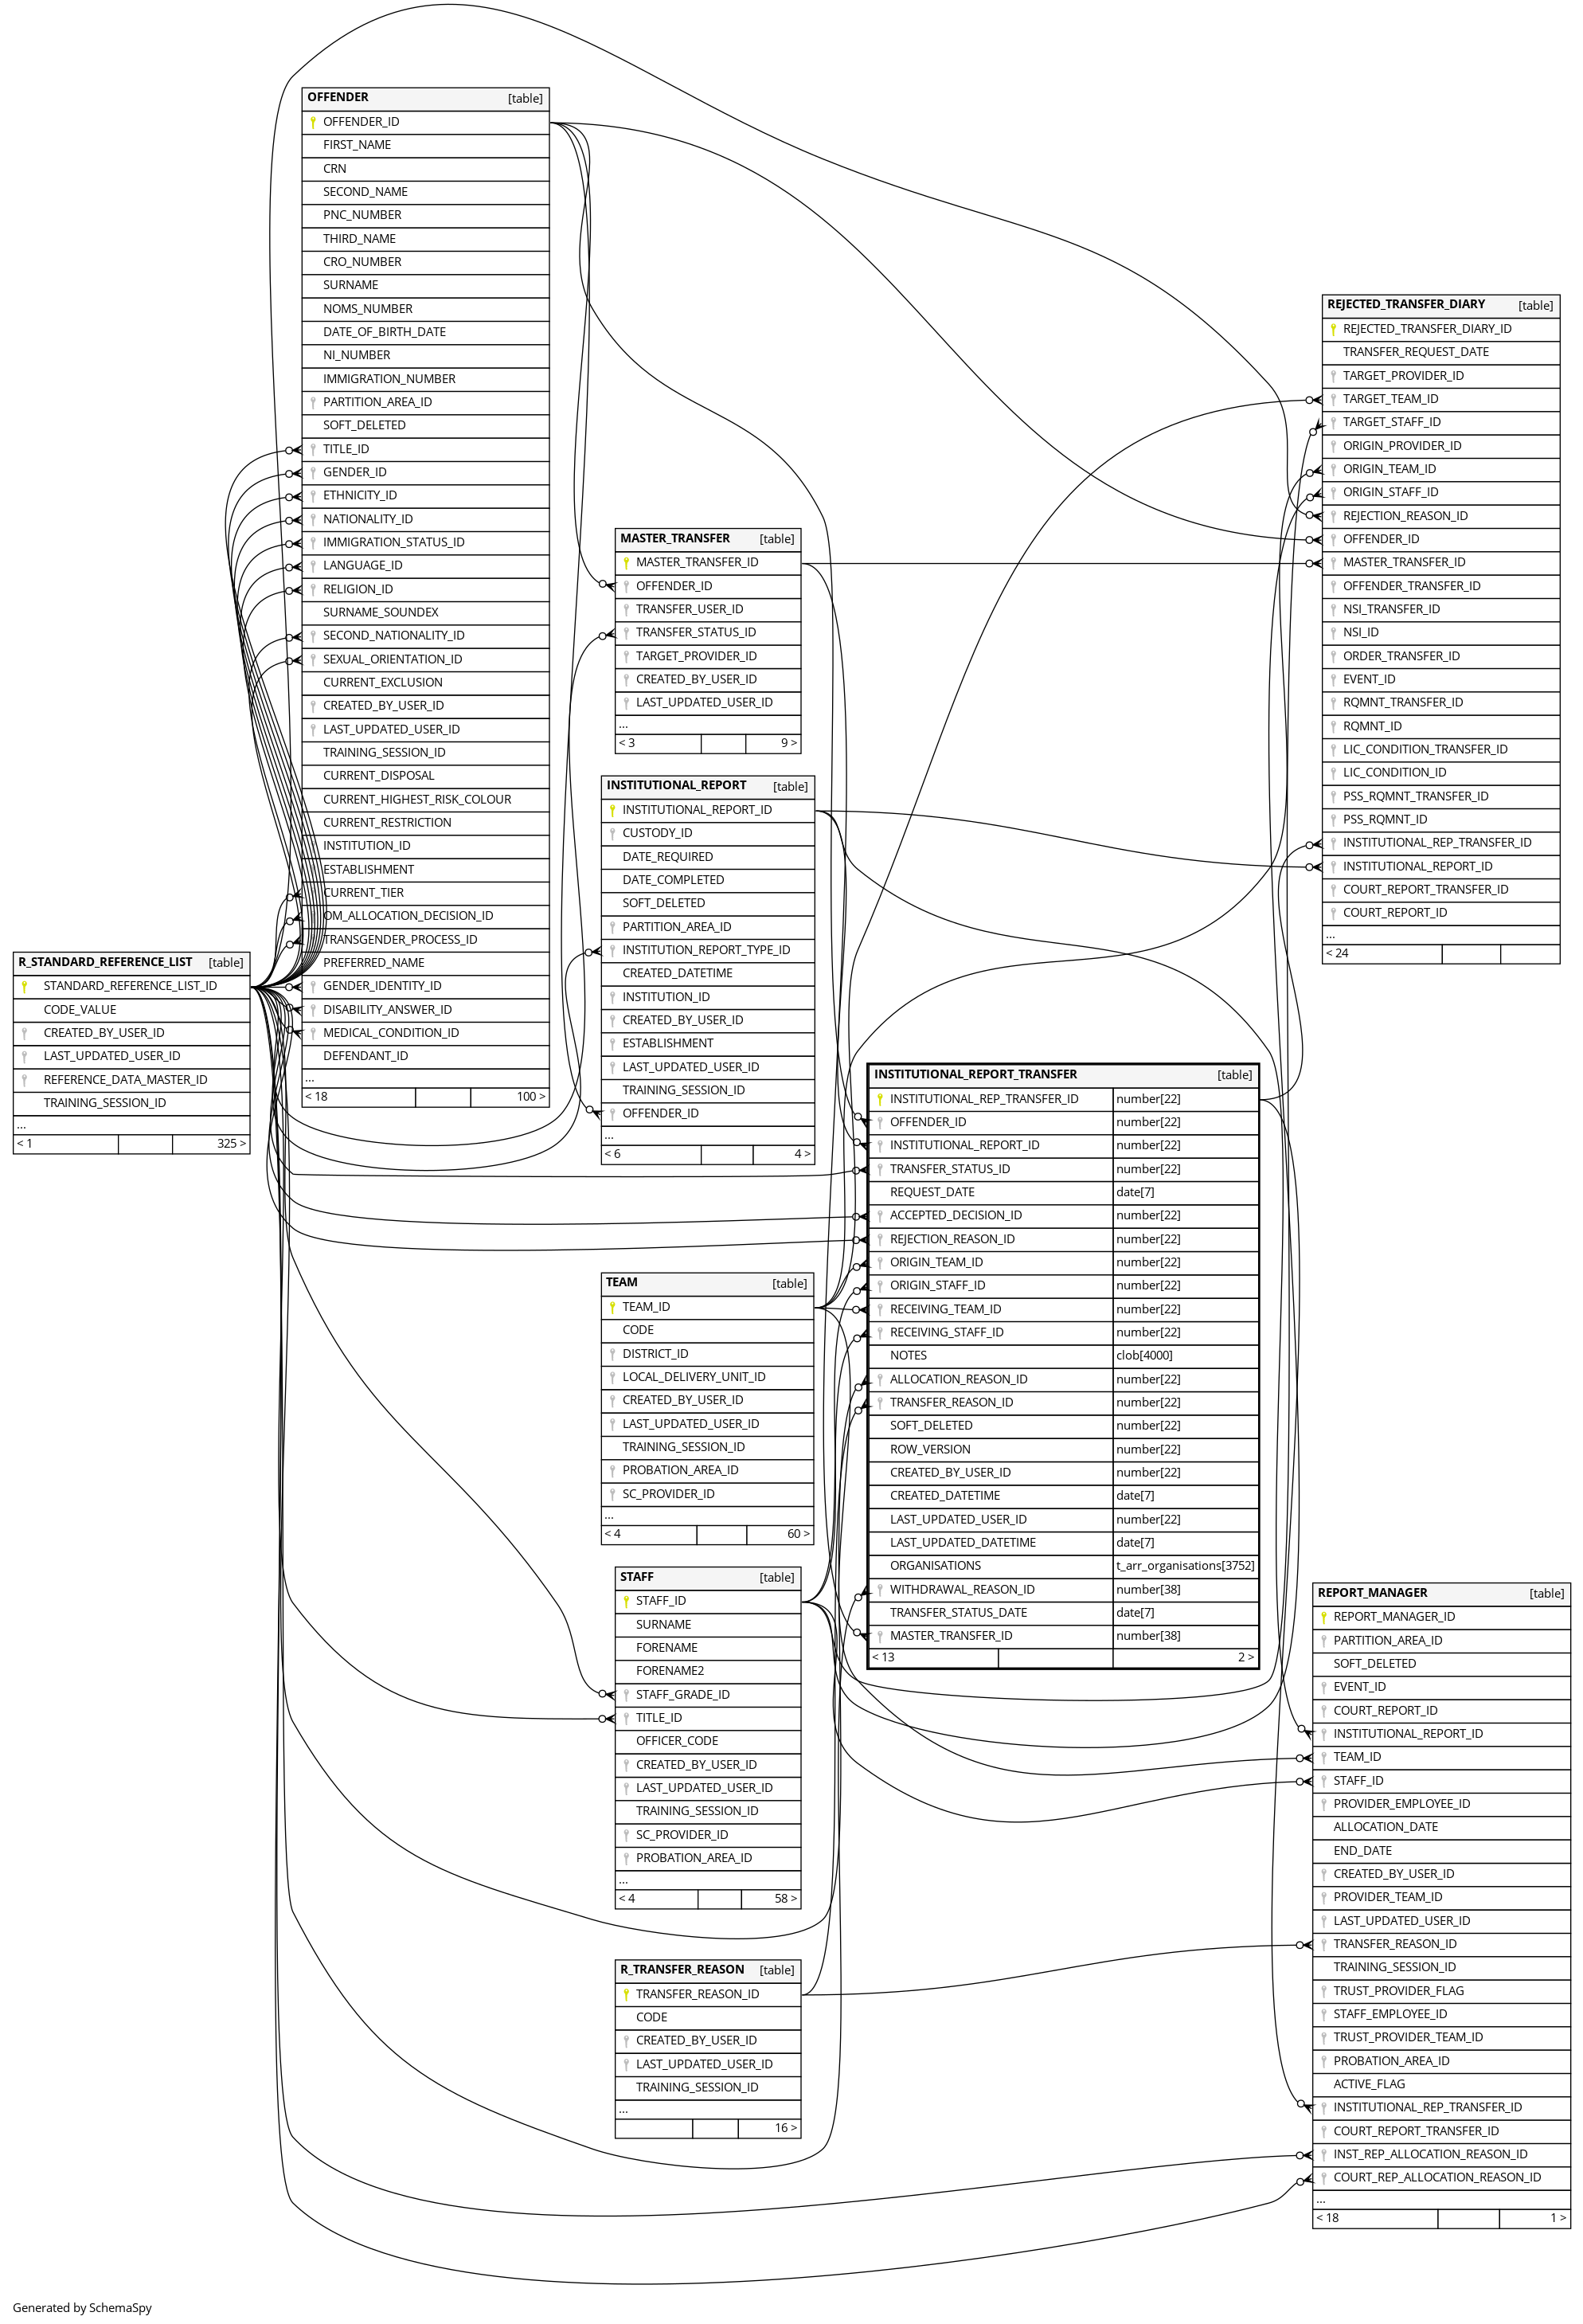 OFFENDER [table]
OFFENDER_ID
FIRST_NAME
CRN
SECOND_NAME
PNC_NUMBER
THIRD_NAME
CRO_NUMBER
SURNAME
NOMS_NUMBER
DATE_OF_BIRTH_DATE
NI_NUMBER
IMMIGRATION_NUMBER
PARTITION_AREA_ID
SOFT_DELETED
TITLE_ID
GENDER_ID
ETHNICITY_ID
NATIONALITY_ID
IMMIGRATION_STATUS_ID
LANGUAGE_ID
RELIGION_ID
SURNAME_SOUNDEX
SECOND_NATIONALITY_ID
SEXUAL_ORIENTATION_ID
CURRENT_EXCLUSION
CREATED_BY_USER_ID
LAST_UPDATED_USER_ID
TRAINING_SESSION_ID
CURRENT_DISPOSAL
CURRENT_HIGHEST_RISK_COLOUR
CURRENT_RESTRICTION
INSTITUTION_ID
ESTABLISHMENT
CURRENT_TIER
OM_ALLOCATION_DECISION_ID
TRANSGENDER_PROCESS_ID
PREFERRED_NAME
GENDER_IDENTITY_ID
DISABILITY_ANSWER_ID
MEDICAL_CONDITION_ID
DEFENDANT_ID
...
< 18 100 >
R_STANDARD_REFERENCE_LIST [table]
STANDARD_REFERENCE_LIST_ID
CODE_VALUE
CREATED_BY_USER_ID
LAST_UPDATED_USER_ID
REFERENCE_DATA_MASTER_ID
TRAINING_SESSION_ID
...
< 1 325 >
MASTER_TRANSFER [table]
MASTER_TRANSFER_ID
OFFENDER_ID
TRANSFER_USER_ID
TRANSFER_STATUS_ID
TARGET_PROVIDER_ID
CREATED_BY_USER_ID
LAST_UPDATED_USER_ID
...
< 3 9 >
INSTITUTIONAL_REPORT [table]
INSTITUTIONAL_REPORT_ID
CUSTODY_ID
DATE_REQUIRED
DATE_COMPLETED
SOFT_DELETED
PARTITION_AREA_ID
INSTITUTION_REPORT_TYPE_ID
CREATED_DATETIME
INSTITUTION_ID
CREATED_BY_USER_ID
ESTABLISHMENT
LAST_UPDATED_USER_ID
TRAINING_SESSION_ID
OFFENDER_ID
...
< 6 4 >
TEAM [table]
TEAM_ID
CODE
DISTRICT_ID
LOCAL_DELIVERY_UNIT_ID
CREATED_BY_USER_ID
LAST_UPDATED_USER_ID
TRAINING_SESSION_ID
PROBATION_AREA_ID
SC_PROVIDER_ID
...
< 4 60 >
STAFF [table]
STAFF_ID
SURNAME
FORENAME
FORENAME2
STAFF_GRADE_ID
TITLE_ID
OFFICER_CODE
CREATED_BY_USER_ID
LAST_UPDATED_USER_ID
TRAINING_SESSION_ID
SC_PROVIDER_ID
PROBATION_AREA_ID
...
< 4 58 >
R_TRANSFER_REASON [table]
TRANSFER_REASON_ID
CODE
CREATED_BY_USER_ID
LAST_UPDATED_USER_ID
TRAINING_SESSION_ID
...
16 >
INSTITUTIONAL_REPORT_TRANSFER [table]
INSTITUTIONAL_REP_TRANSFER_ID number[22]
OFFENDER_ID number[22]
INSTITUTIONAL_REPORT_ID number[22]
TRANSFER_STATUS_ID number[22]
REQUEST_DATE date[7]
ACCEPTED_DECISION_ID number[22]
REJECTION_REASON_ID number[22]
ORIGIN_TEAM_ID number[22]
ORIGIN_STAFF_ID number[22]
RECEIVING_TEAM_ID number[22]
RECEIVING_STAFF_ID number[22]
NOTES clob[4000]
ALLOCATION_REASON_ID number[22]
TRANSFER_REASON_ID number[22]
SOFT_DELETED number[22]
ROW_VERSION number[22]
CREATED_BY_USER_ID number[22]
CREATED_DATETIME date[7]
LAST_UPDATED_USER_ID number[22]
LAST_UPDATED_DATETIME date[7]
ORGANISATIONS t_arr_organisations[3752]
WITHDRAWAL_REASON_ID number[38]
TRANSFER_STATUS_DATE date[7]
MASTER_TRANSFER_ID number[38]
< 13 2 >
REJECTED_TRANSFER_DIARY [table]
REJECTED_TRANSFER_DIARY_ID
TRANSFER_REQUEST_DATE
TARGET_PROVIDER_ID
TARGET_TEAM_ID
TARGET_STAFF_ID
ORIGIN_PROVIDER_ID
ORIGIN_TEAM_ID
ORIGIN_STAFF_ID
REJECTION_REASON_ID
OFFENDER_ID
MASTER_TRANSFER_ID
OFFENDER_TRANSFER_ID
NSI_TRANSFER_ID
NSI_ID
ORDER_TRANSFER_ID
EVENT_ID
RQMNT_TRANSFER_ID
RQMNT_ID
LIC_CONDITION_TRANSFER_ID
LIC_CONDITION_ID
PSS_RQMNT_TRANSFER_ID
PSS_RQMNT_ID
INSTITUTIONAL_REP_TRANSFER_ID
INSTITUTIONAL_REPORT_ID
COURT_REPORT_TRANSFER_ID
COURT_REPORT_ID
...
< 24
REPORT_MANAGER [table]
REPORT_MANAGER_ID
PARTITION_AREA_ID
SOFT_DELETED
EVENT_ID
COURT_REPORT_ID
INSTITUTIONAL_REPORT_ID
TEAM_ID
STAFF_ID
PROVIDER_EMPLOYEE_ID
ALLOCATION_DATE
END_DATE
CREATED_BY_USER_ID
PROVIDER_TEAM_ID
LAST_UPDATED_USER_ID
TRANSFER_REASON_ID
TRAINING_SESSION_ID
TRUST_PROVIDER_FLAG
STAFF_EMPLOYEE_ID
TRUST_PROVIDER_TEAM_ID
PROBATION_AREA_ID
ACTIVE_FLAG
INSTITUTIONAL_REP_TRANSFER_ID
COURT_REPORT_TRANSFER_ID
INST_REP_ALLOCATION_REASON_ID
COURT_REP_ALLOCATION_REASON_ID
...
< 18 1 >
Generated by SchemaSpy